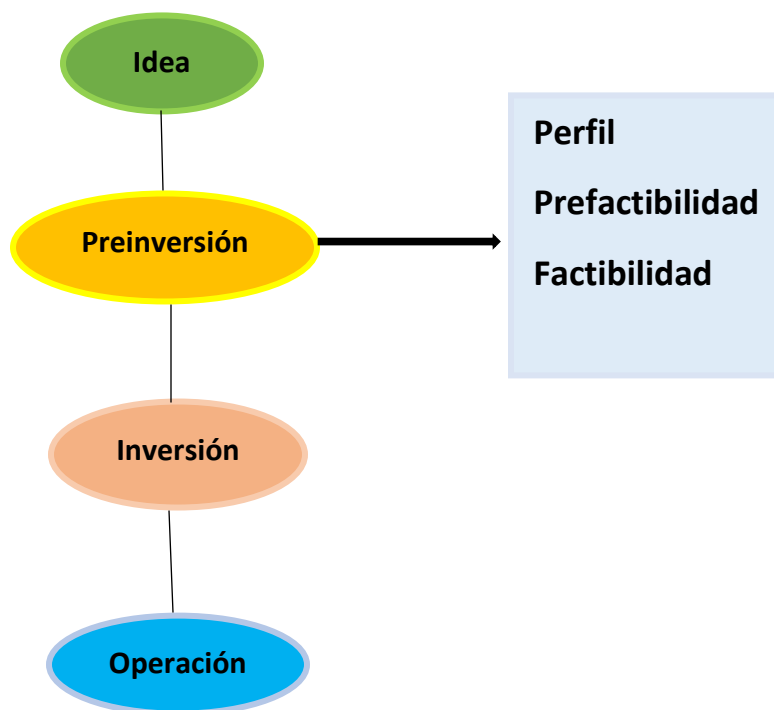 Idea
Preinversión
Perfil
Prefactibilidad
Factibilidad
Inversión
Operación